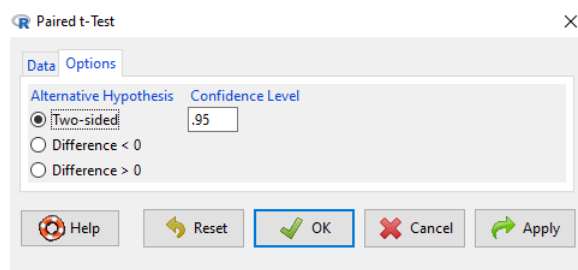 Paired t-Test
Data Options
Alternative Hypothesis Confidence Level
Two-sided .95
Difference < 0
Difference > 0
Help Reset OK Cancel Apply